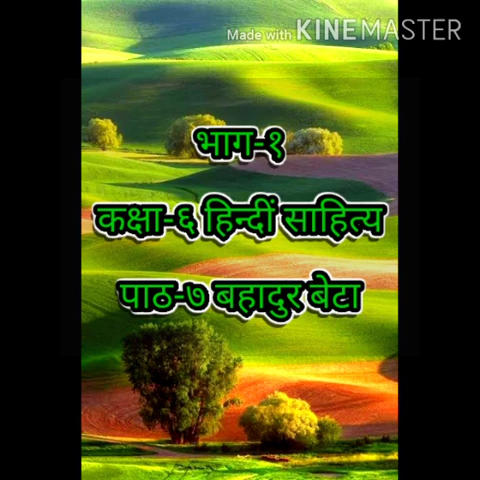 Made with KINEMASTER
भाग-१
कक्षा-६ हिन्दीं साहित्य
पाठ-७ बहादुर बेटा